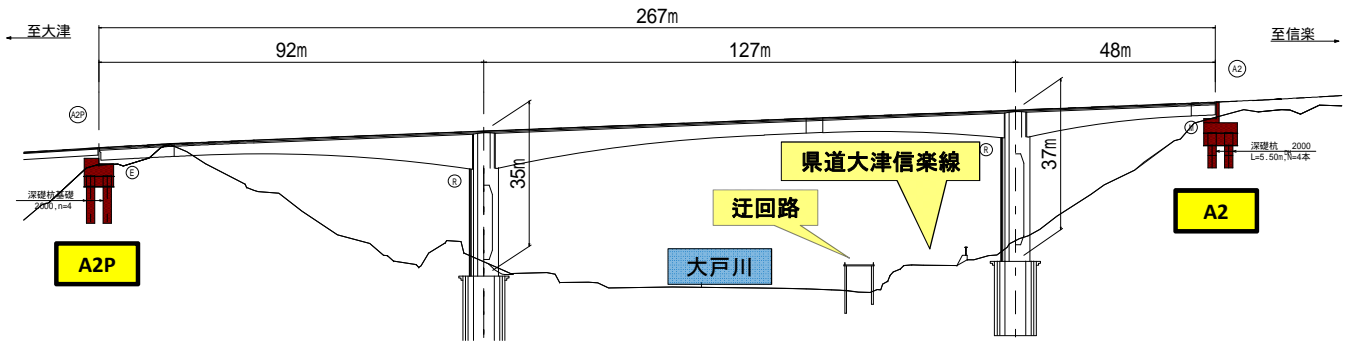 267m
至大津
至信楽
92m
127m
48m
A2
A2P
35m
37m
県道大津信楽線
E
R
R
M
深礎杭基礎
2000,n=4
深礎杭 2000
L=5.50m,N=4本
迂回路
A2
A2P
大戸川